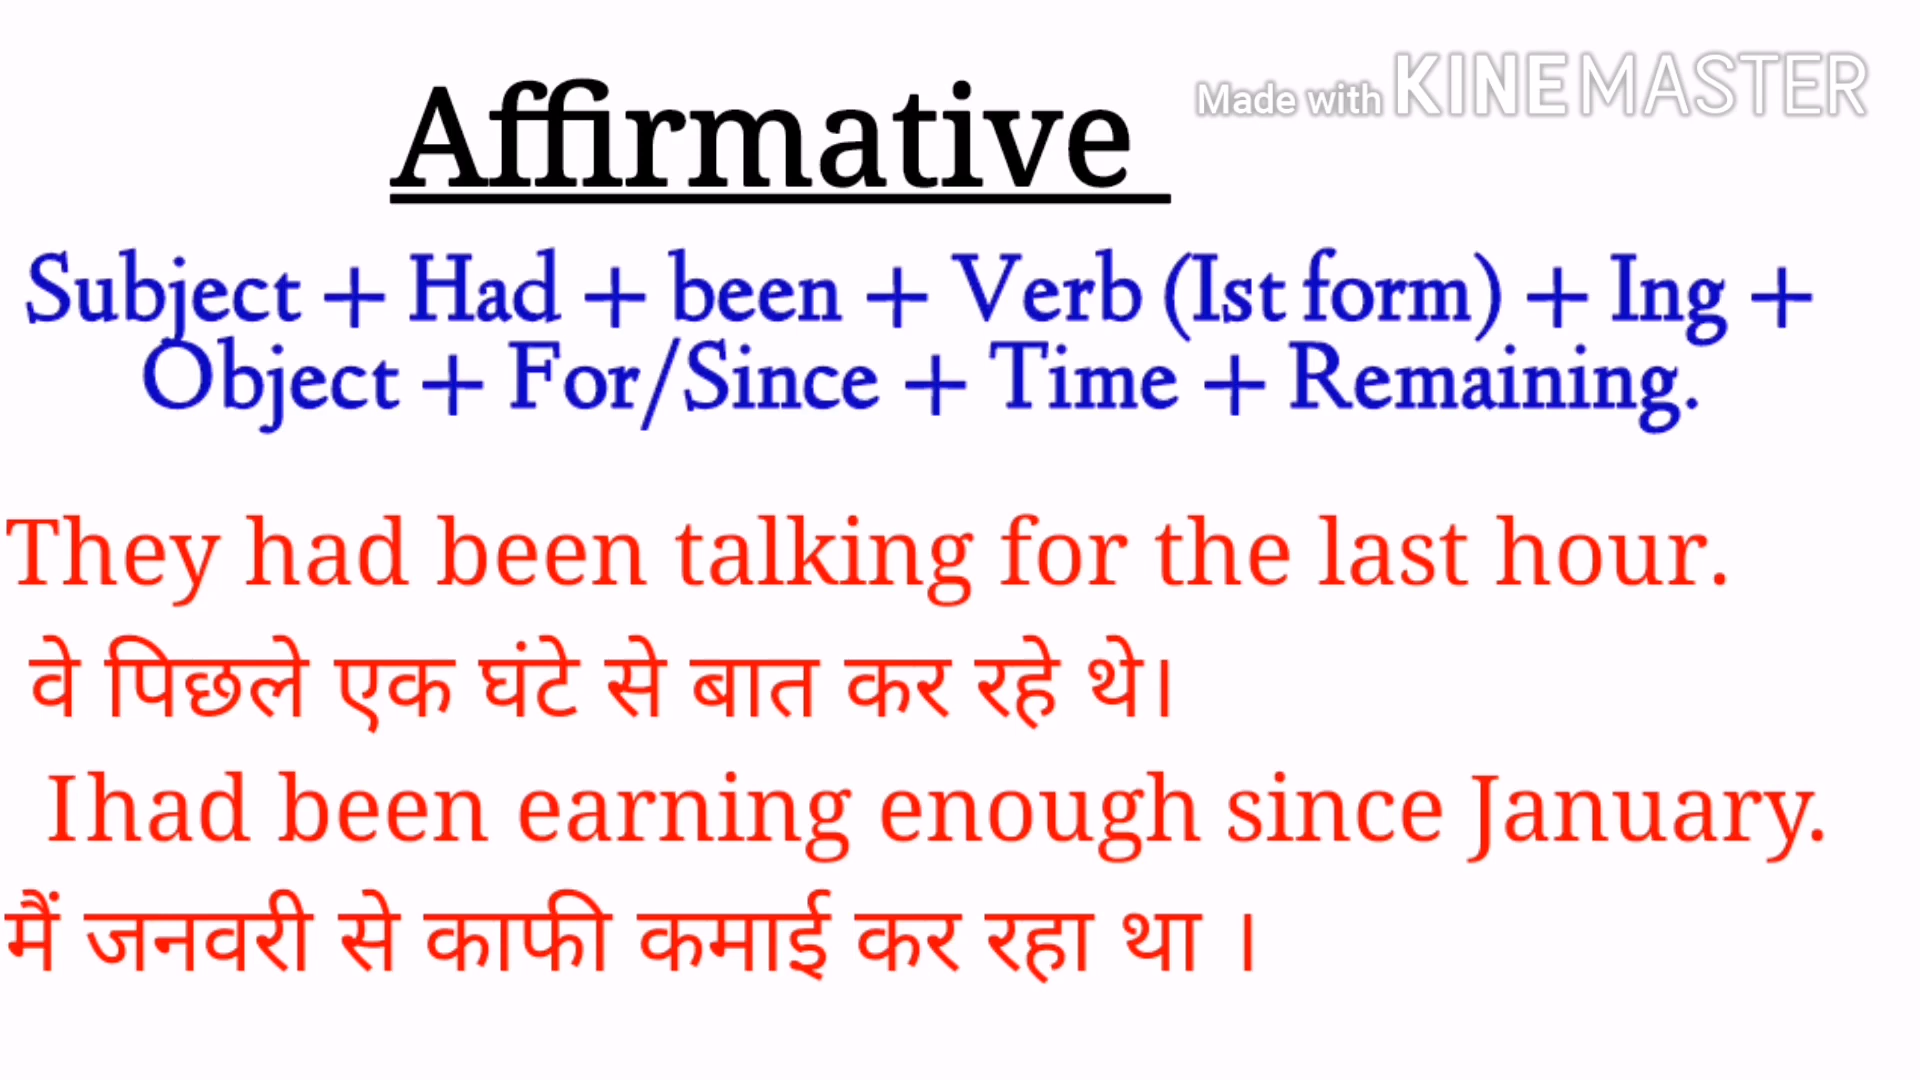 Affirmative
Made with KINEMASTER
Subject + Had + been + Verb (Ist form) + Ing +
Object + For/Since + Time + Remaining.
They had been talking for the last hour.
वे पिछले एक घंटे से बात कर रहे थे।
I had been earning enough since January.
मैं जनवरी से काफी कमाई कर रहा था ।